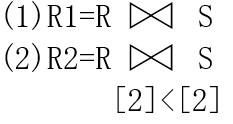 (1)R1=R ⋈ S
(2)R2=R ⋈ S
[2]<[2]